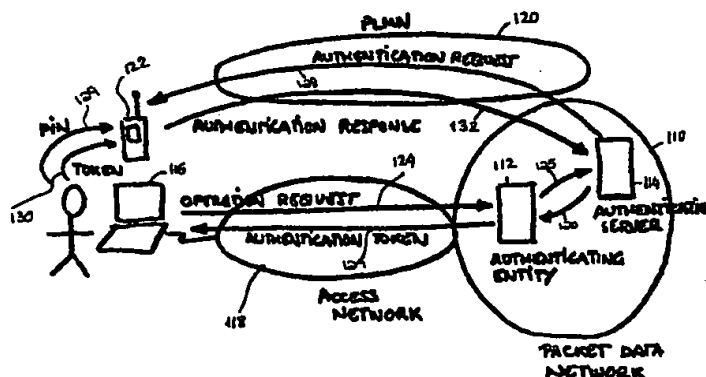 PLMN
120
AUTHENTICATION REQUEST
128
122
129
PIN
AUTHENTICATION RESPONSE
132
110
TOKEN
116
124
112
125
114
130
OPERATION REQUEST
AUTHENTICATION
SERVER
AUTHENTICATION TOKEN
AUTHENTICATING
ENTITY
118
ACCESS
NETWORK
PACKET DATA
NETWORK